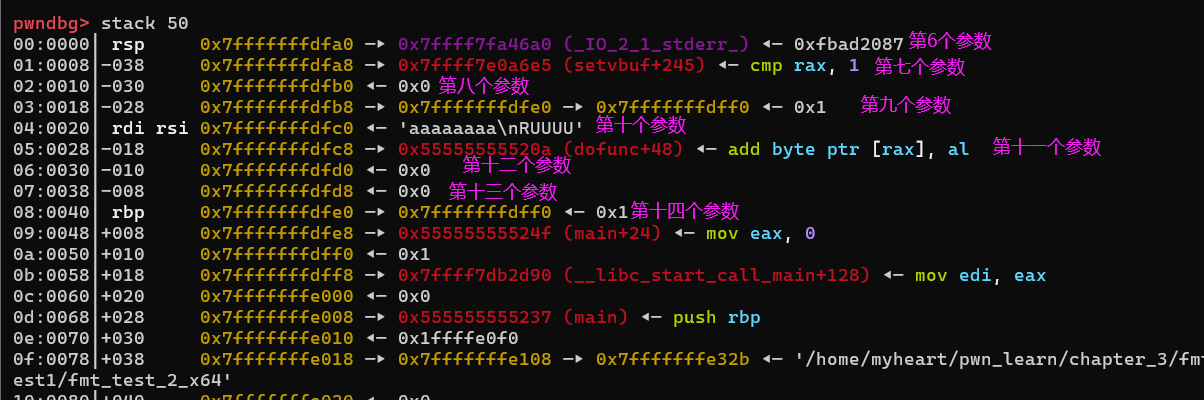 pwndbg> stack 50
00:0000│ rsp 0x7fffffffdfa0 —▸ 0x7ffff7fa46a0 (_IO_2_1_stderr_) ◂— 0xfbad2087 第6个参数
01:0008│-038 0x7fffffffdfa8 —▸ 0x7ffff7e0a6e5 (setvbuf+245) ◂— cmp rax, 1 第七个参数
02:0010│-030 0x7fffffffdfb0 ◂— 0x0 第八个参数
03:0018│-028 0x7fffffffdfb8 —▸ 0x7fffffffdfe0 —▸ 0x7fffffffdff0 ◂— 0x1 第九个参数
04:0020│ rdi rsi 0x7fffffffdfc0 ◂— 'aaaaaaaa\nRUUUU' 第十个参数
05:0028│-018 0x7fffffffdfc8 —▸ 0x55555555520a (dofunc+48) ◂— add byte ptr [rax], al 第十一个参数
06:0030│-010 0x7fffffffdfd0 ◂— 0x0 第十二个参数
07:0038│-008 0x7fffffffdfd8 ◂— 0x0 第十三个参数
08:0040│ rbp 0x7fffffffdfe0 —▸ 0x7fffffffdff0 ◂— 0x1 第十四个参数
09:0048│+008 0x7fffffffdfe8 —▸ 0x55555555524f (main+24) ◂— mov eax, 0
0a:0050│+010 0x7fffffffdff0 ◂— 0x1
0b:0058│+018 0x7fffffffdff8 —▸ 0x7ffff7db2d90 (__libc_start_call_main+128) ◂— mov edi, eax
0c:0060│+020 0x7fffffffe000 ◂— 0x0
0d:0068│+028 0x7fffffffe008 —▸ 0x555555555237 (main) ◂— push rbp
0e:0070│+030 0x7fffffffe010 ◂— 0x1ffffe0f0
0f:0078│+038 0x7fffffffe018 —▸ 0x7fffffffe108 —▸ 0x7fffffffe32b ◂— '/home/myheart/pwn_learn/chapter_3/fmt
est1/fmt_test_2_x64'
10:0080│+040 0x7fffffffe020 ◂— 0x0